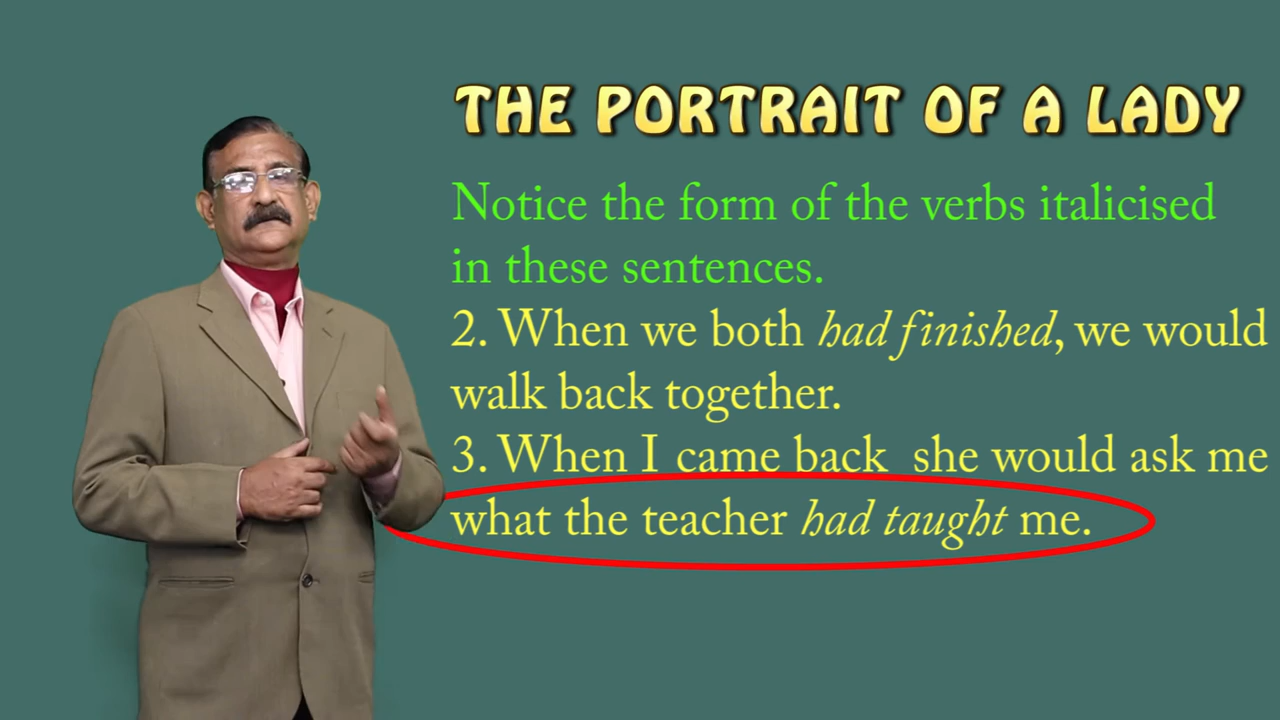 THE PORTRAIT OF A LADY
Notice the form of the verbs italicised
in these sentences.
2. When we both had finished, we would
walk back together.
3. When I came back she would ask me
what the teacher had taught me.